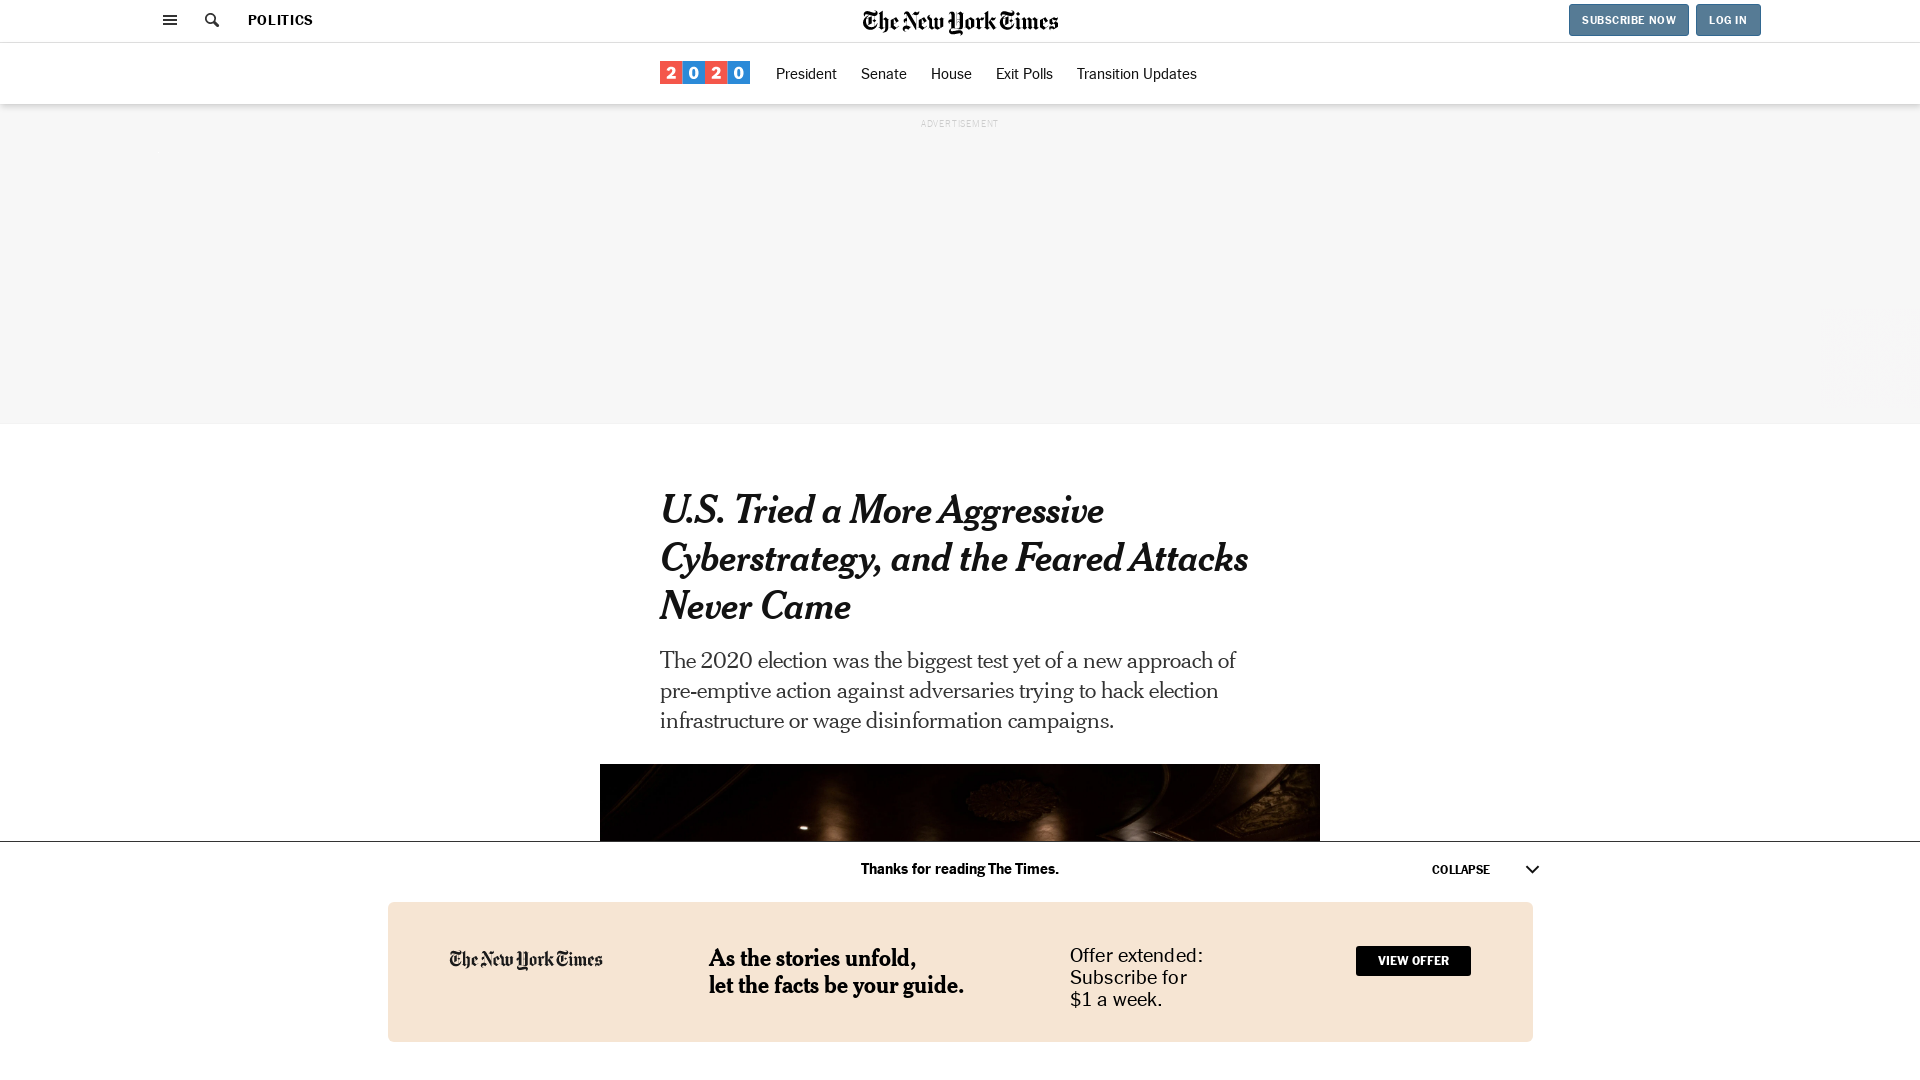 POLITICS
The New York Times
SUBSCRIBE NOW
LOG IN
2020
President
Senate
House
Exit Polls
Transition Updates
ADVERTISEMENT
U.S. Tried a More Aggressive
Cyberstrategy, and the Feared Attacks
Never Came
The 2020 election was the biggest test yet of a new approach of
pre-emptive action against adversaries trying to hack election
infrastructure or wage disinformation campaigns.
Thanks for reading The Times.
COLLAPSE
The New York Times
As the stories unfold,
let the facts be your guide.
Offer extended:
Subscribe for
$1 a week.
VIEW OFFER